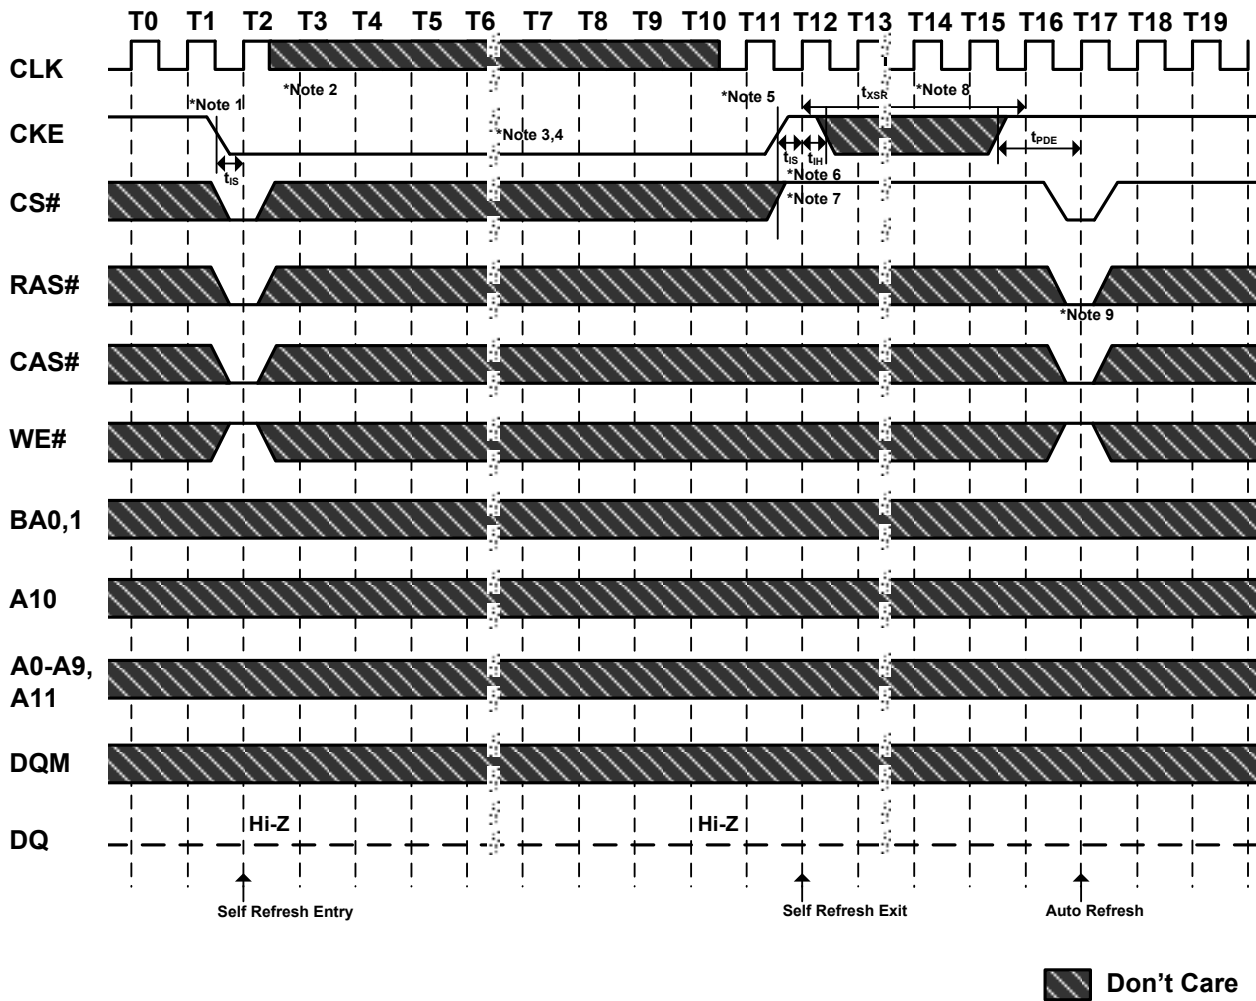 T0 T1 T2 T3 T4 T5 T6 T7 T8 T9 T10 T11 T12 T13 T14 T15 T16 T17 T18 T19
CLK
*Note 1
*Note 2
*Note 5
tXSR
*Note 8
CKE
*Note 3,4
tIS
tIS
tIH
tPDE
*Note 6
CS#
*Note 7
RAS#
*Note 9
CAS#
WE#
BA0,1
A10
A0-A9,
A11
DQM
Hi-Z
Hi-Z
DQ
Self Refresh Entry
Self Refresh Exit
Auto Refresh
Don't Care